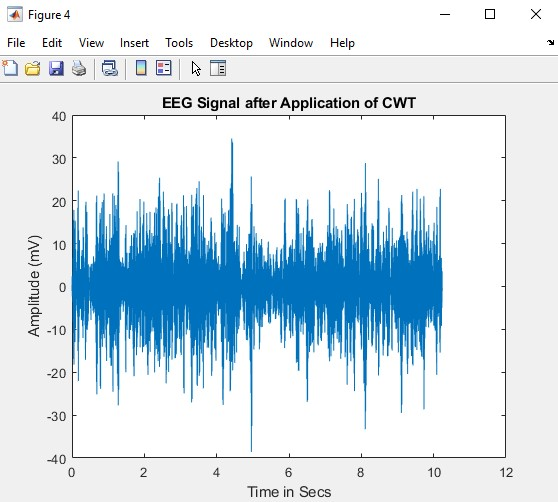 Figure 4
File Edit View Insert Tools Desktop Window Help
EEG Signal after Application of CWT
40
30
20
10
0
-10
-20
-30
-40
Amplitude (mV)
0 2 4 6 8 10 12
Time in Secs